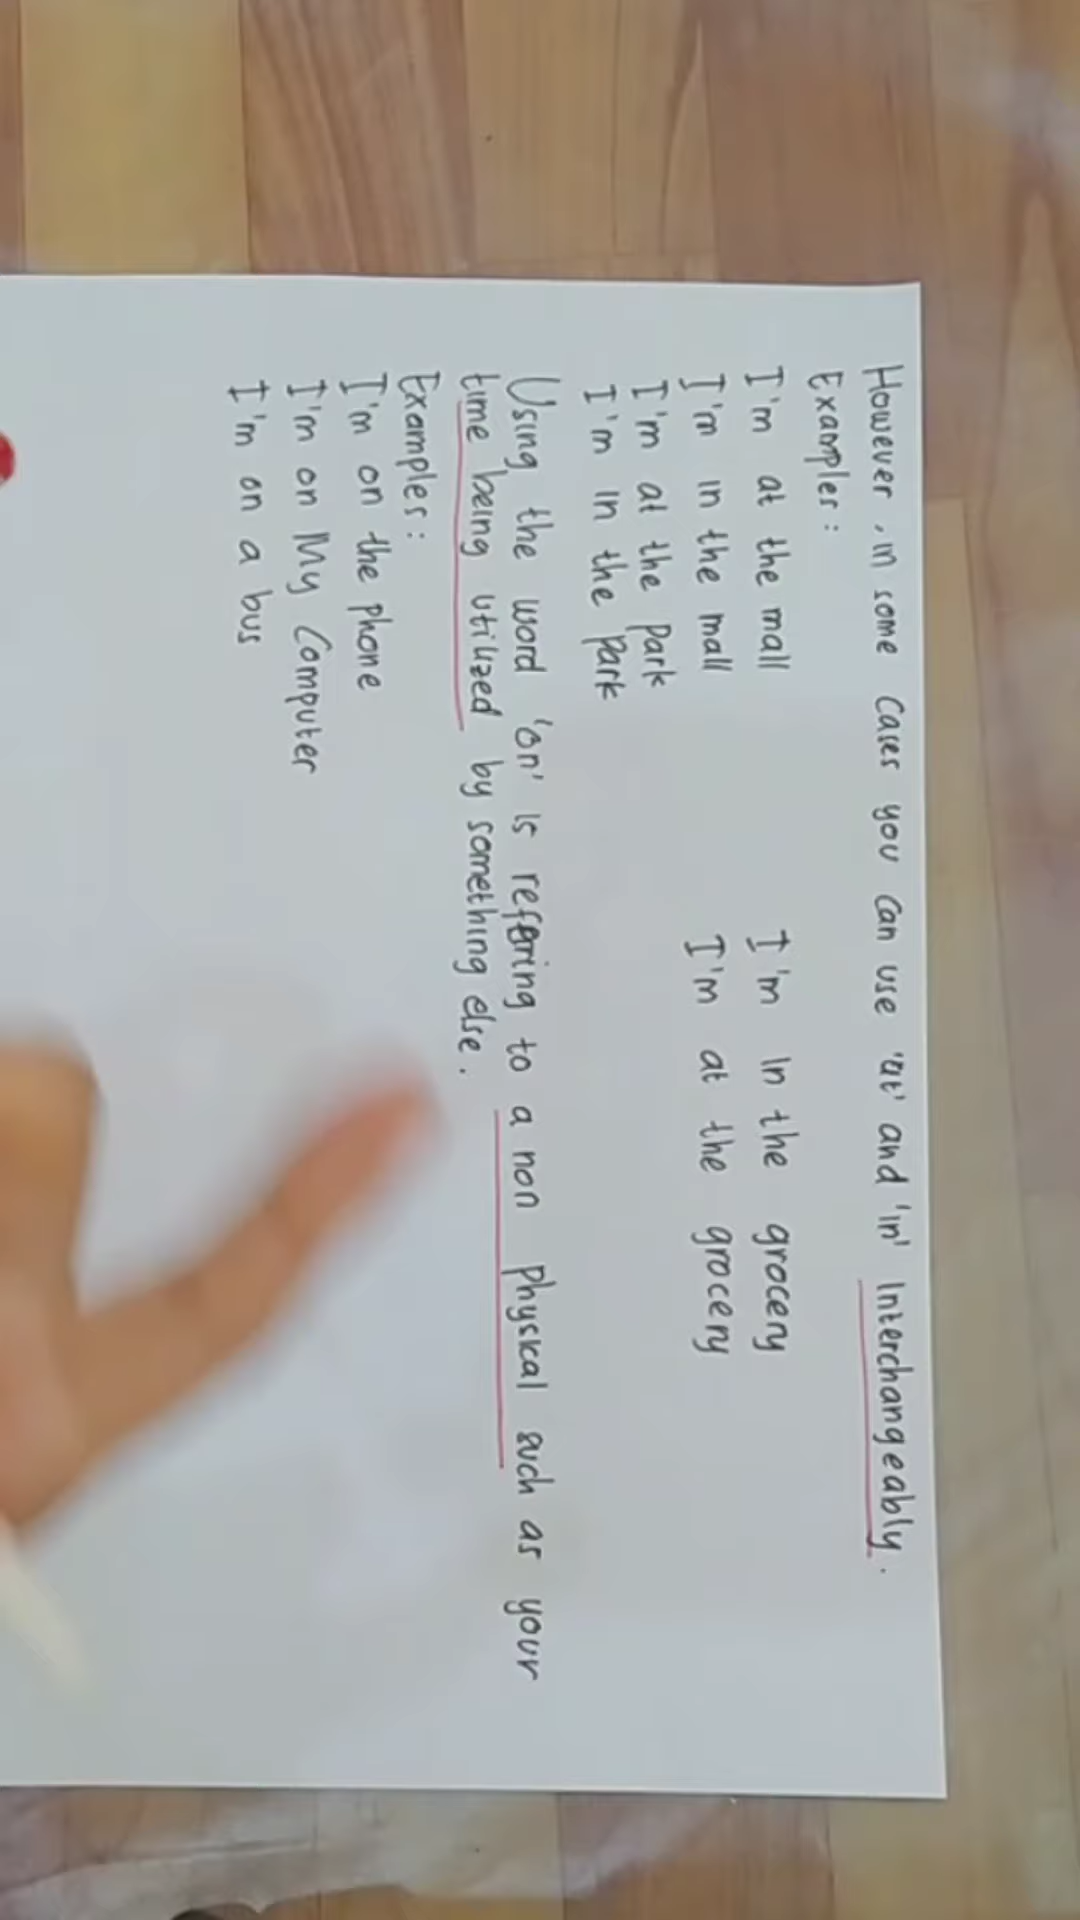 However, in some cases you can use 'at' and 'in' Interchangeably.
Examples:
I'm at the mall
I'm in the mall
I'm at the park
I'm in the park
I'm in the grocery
I'm at the grocery
Using the word 'on' is refering to a non physical such as your
time being utilized by something else.
Examples:
I'm on the phone
I'm on My Computer
I'm on a bus